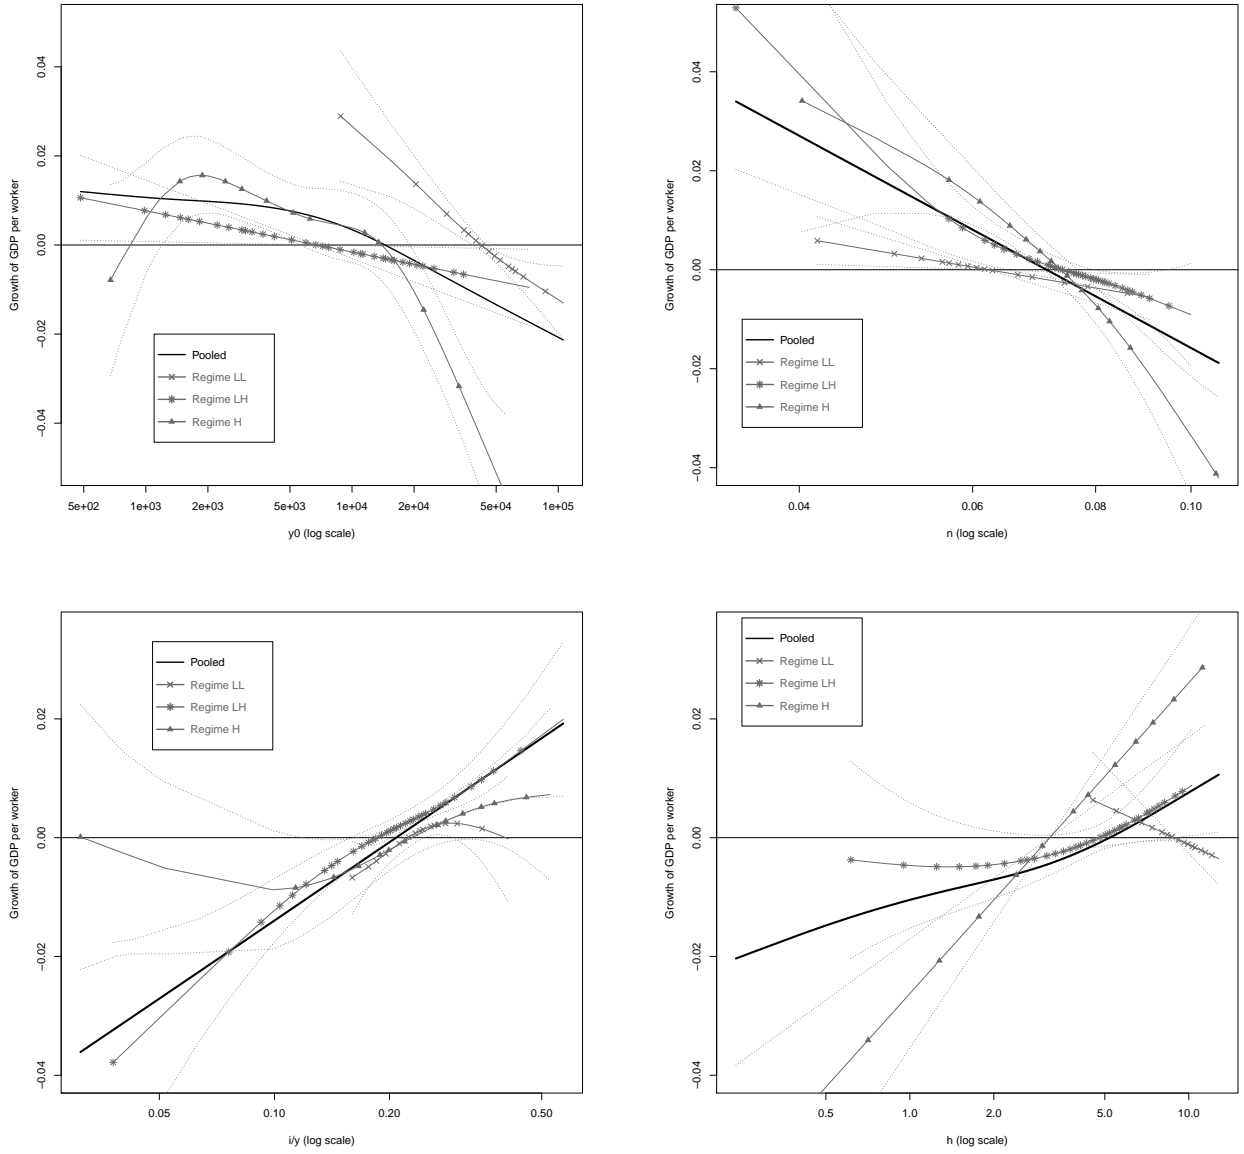 0.04
0.02
0.00
−0.02
−0.04
Growth of GDP per worker
Pooled
Regime LL
Regime LH
Regime H
5e+02 1e+03 2e+03 5e+03 1e+04 2e+04 5e+04 1e+05
y0 (log scale)
0.04
0.02
0.00
−0.02
−0.04
Growth of GDP per worker
Pooled
Regime LL
Regime LH
Regime H
0.04 0.06 0.08 0.10
n (log scale)
0.02
0.00
−0.02
−0.04
Growth of GDP per worker
Pooled
Regime LL
Regime LH
Regime H
0.05 0.10 0.20 0.50
i/y (log scale)
0.02
0.00
−0.02
−0.04
Growth of GDP per worker
Pooled
Regime LL
Regime LH
Regime H
0.5 1.0 2.0 5.0 10.0
h (log scale)